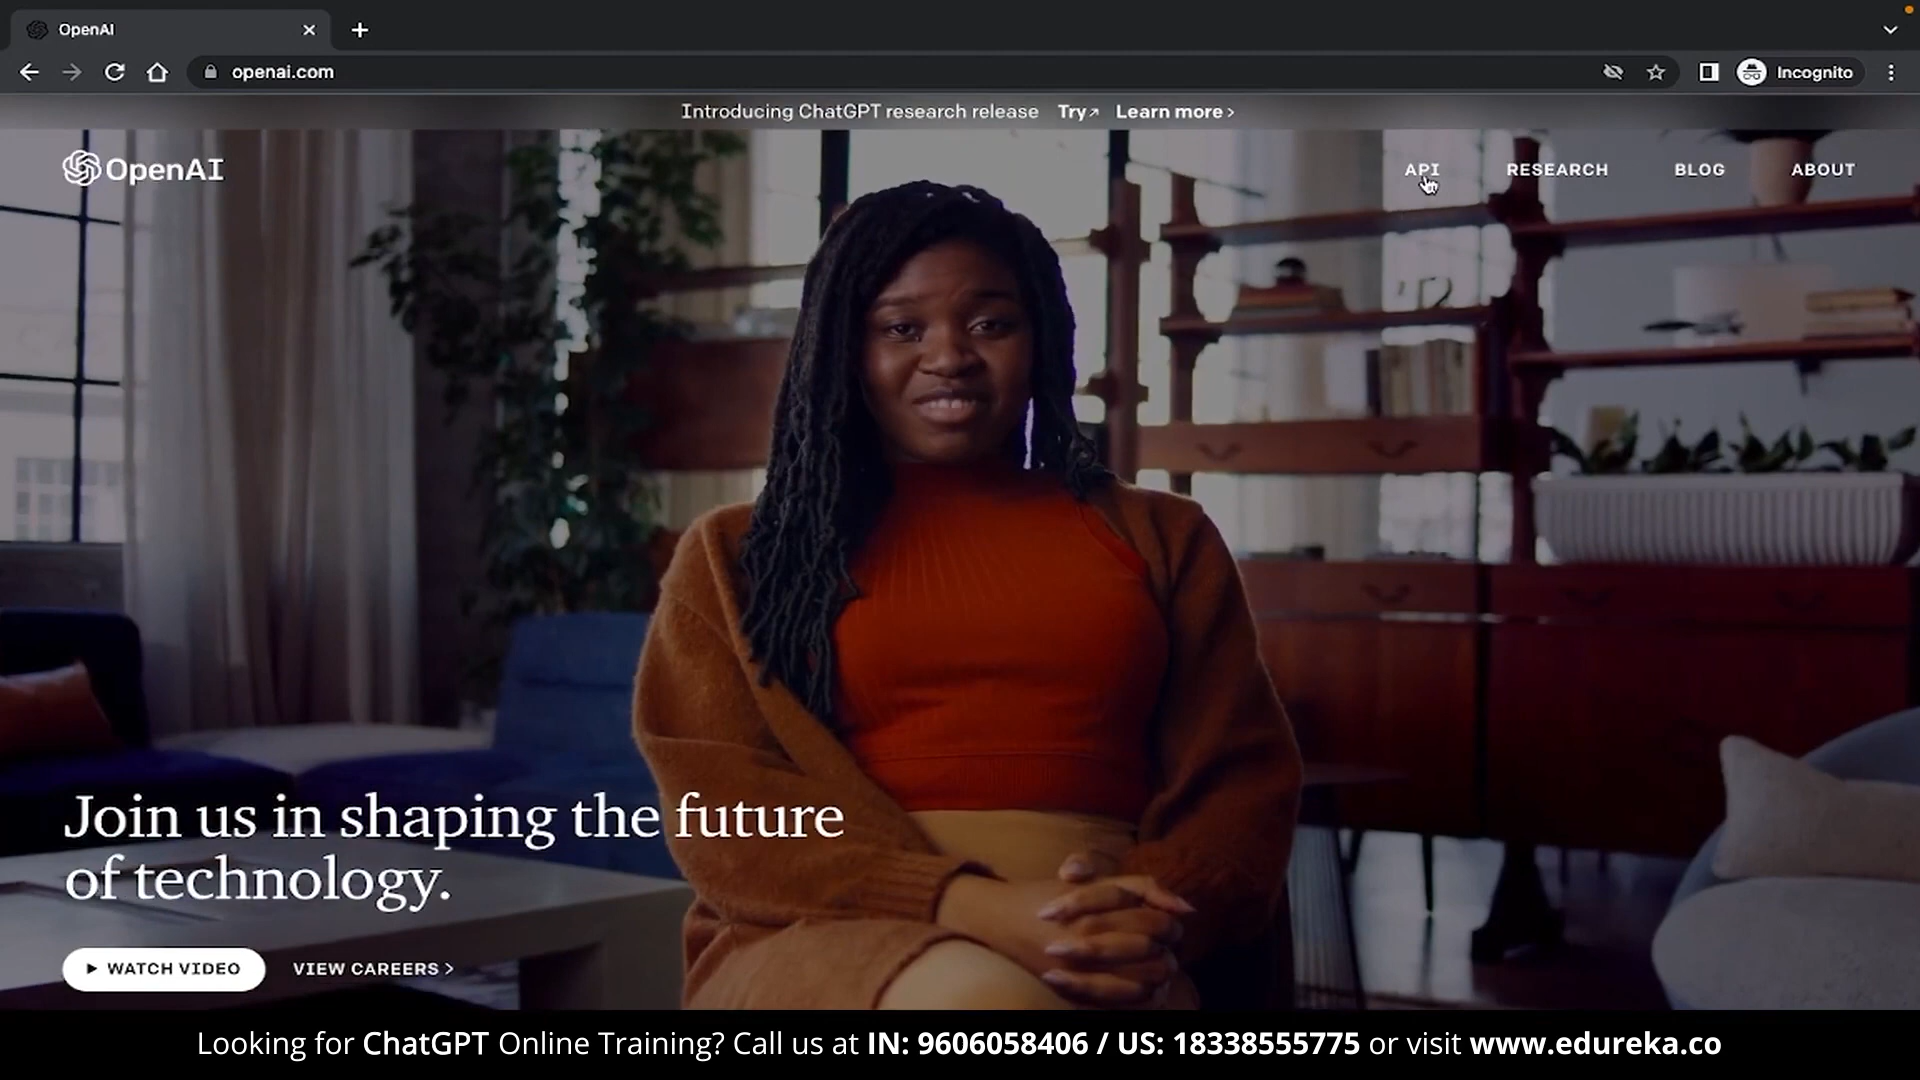 OpenAI
openai.com
Incognito
Introducing ChatGPT research release Try↗ Learn more >
OpenAI
API RESEARCH BLOG ABOUT
Join us in shaping the future
of technology.
WATCH VIDEO VIEW CAREERS >
Looking for ChatGPT Online Training? Call us at IN: 9606058406 / US: 18338555775 or visit www.edureka.co